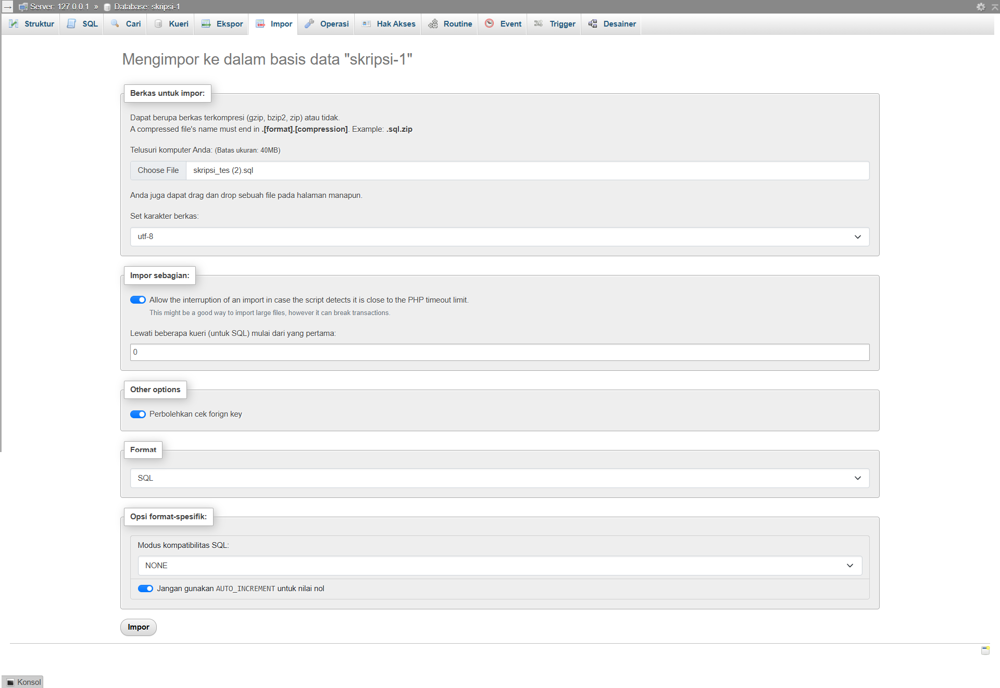 Server: 127.0.0.1 » Database: skripsi-1
Struktur SQL Cari Kueri Ekspor Impor Operasi Hak Akses Routine Event Trigger Desainer
Mengimpor ke dalam basis data "skripsi-1"
Berkas untuk impor:
Dapat berupa berkas terkompresi (gzip, bzip2, zip) atau tidak.
A compressed file's name must end in .[format].[compression]. Example: .sql.zip
Telusuri komputer Anda: (Batas ukuran: 40MB)
Choose File skripsi_tes (2).sql
Anda juga dapat drag dan drop sebuah file pada halaman manapun.
Set karakter berkas:
utf-8
Impor sebagian:
Allow the interruption of an import in case the script detects it is close to the PHP timeout limit.
This might be a good way to import large files, however it can break transactions.
Lewati beberapa kueri (untuk SQL) mulai dari yang pertama:
0
Other options
Perbolehkan cek forign key
Format
SQL
Opsi format-spesifik:
Modus kompatibilitas SQL:
NONE
Jangan gunakan AUTO_INCREMENT untuk nilai nol
Impor
Konsol